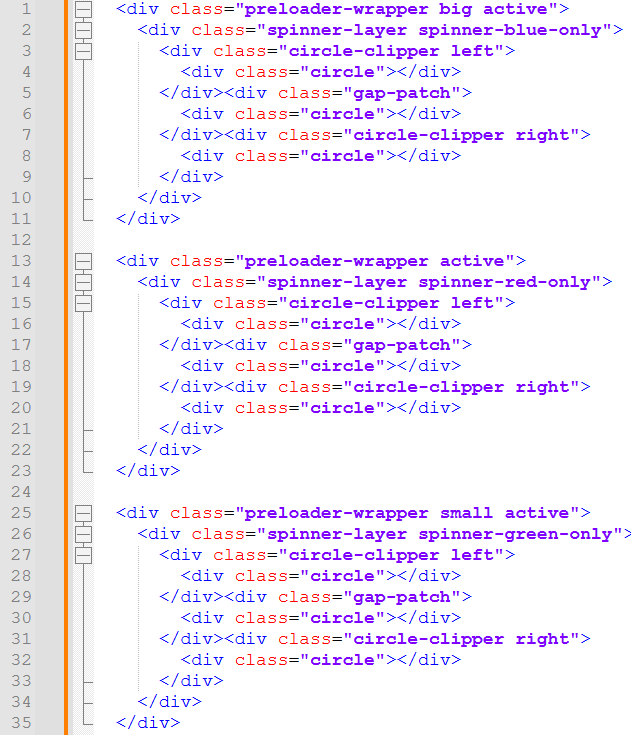 1 <div class="preloader-wrapper big active">
2   <div class="spinner-layer spinner-blue-only">
3     <div class="circle-clipper left">
4       <div class="circle"></div>
5     </div><div class="gap-patch">
6       <div class="circle"></div>
7     </div><div class="circle-clipper right">
8       <div class="circle"></div>
9     </div>
10   </div>
11 </div>
12
13 <div class="preloader-wrapper active">
14   <div class="spinner-layer spinner-red-only">
15     <div class="circle-clipper left">
16       <div class="circle"></div>
17     </div><div class="gap-patch">
18       <div class="circle"></div>
19     </div><div class="circle-clipper right">
20       <div class="circle"></div>
21     </div>
22   </div>
23 </div>
24
25 <div class="preloader-wrapper small active">
26   <div class="spinner-layer spinner-green-only">
27     <div class="circle-clipper left">
28       <div class="circle"></div>
29     </div><div class="gap-patch">
30       <div class="circle"></div>
31     </div><div class="circle-clipper right">
32       <div class="circle"></div>
33     </div>
34   </div>
35 </div>